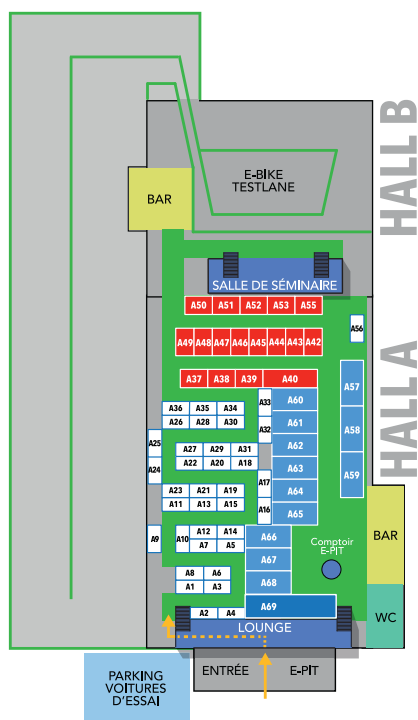 HALL B
E-BIKE
TESTLANE
BAR
SALLE DE SÉMINAIRE
A50 A51 A52 A53 A55
A56
A49 A48 A47 A46 A45 A44 A43 A42
HALL A
A37 A38 A39 A40
A57
A33 A60
A36 A35 A34
A26 A28 A30
A32 A61
A58
A25
A27 A29 A31
A62
A24
A22 A20 A18
A63
A59
A17
A23 A21 A19
A64
A11 A13 A15
A16 A65
A9
A10
A12 A14
A7 A5
A66
BAR
Comptoir
E-PIT
A67
A8 A6
A1 A3
A68
A2 A4
A69
WC
LOUNGE
ENTRÉE E-PIT
PARKING
VOITURES
D'ESSAI